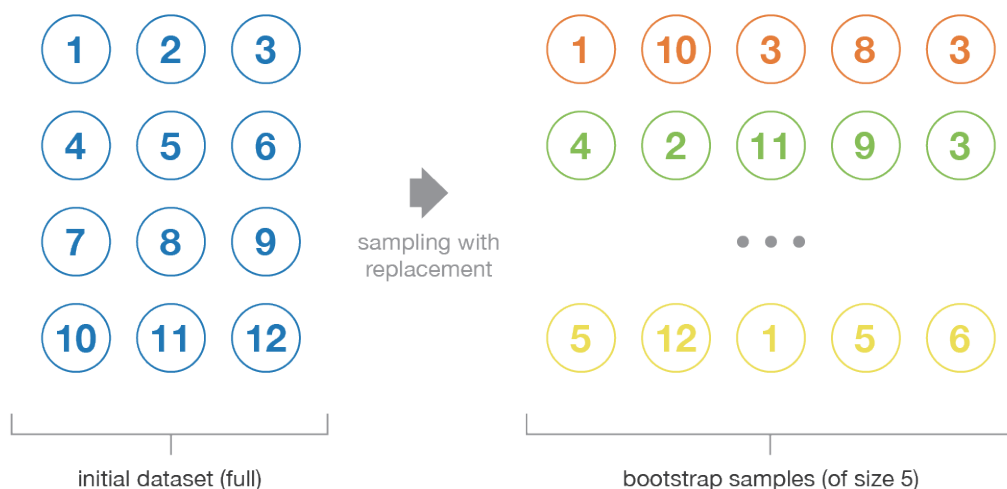 1 2 3
4 5 6
7 8 9
10 11 12
initial dataset (full)
sampling with
replacement
1 10 3 8 3
4 2 11 9 3
5 12 1 5 6
bootstrap samples (of size 5)